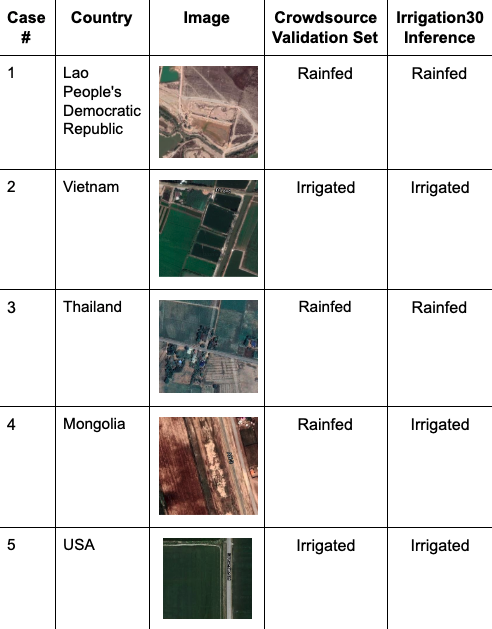 Case # Country Image Crowdsource Validation Set Irrigation30 Inference
1 Lao People's Democratic Republic Rainfed Rainfed
2 Vietnam Irrigated Irrigated
3 Thailand Rainfed Rainfed
4 Mongolia Rainfed Irrigated
5 USA Irrigated Irrigated